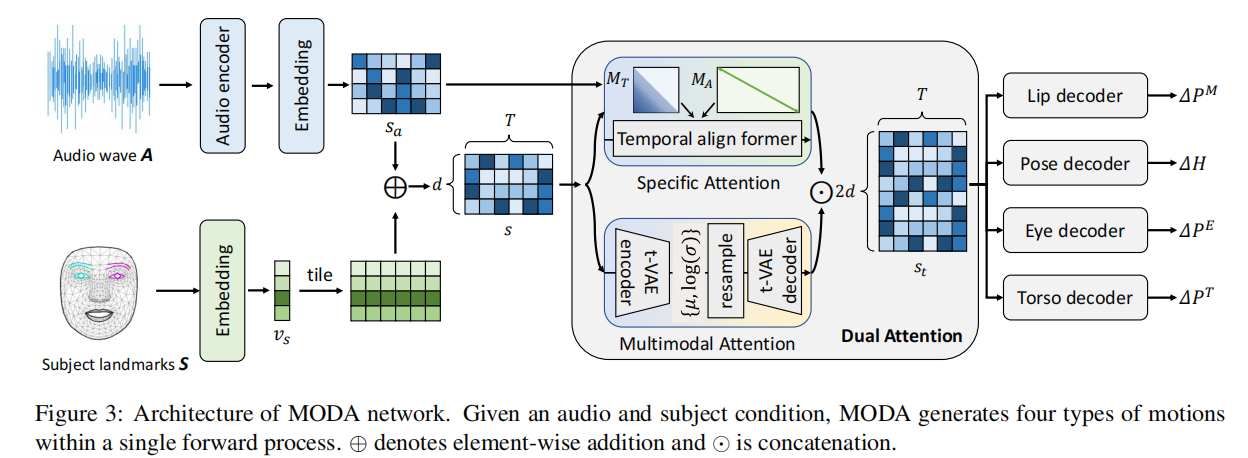 Audio wave A
Audio encoder
Embedding
s_a
Subject landmarks S
Embedding
v_s
tile
⊕
d
T
s
M_T
M_A
Temporal align former
Specific Attention
t-VAE encoder
{μ, log(σ)}
resample
t-VAE decoder
Multimodal Attention
Dual Attention
⊙
2d
T
s_t
Lip decoder
ΔP^M
Pose decoder
ΔH
Eye decoder
ΔP^E
Torso decoder
ΔP^T
Figure 3: Architecture of MODA network. Given an audio and subject condition, MODA generates four types of motions
within a single forward process. ⊕ denotes element-wise addition and ⊙ is concatenation.